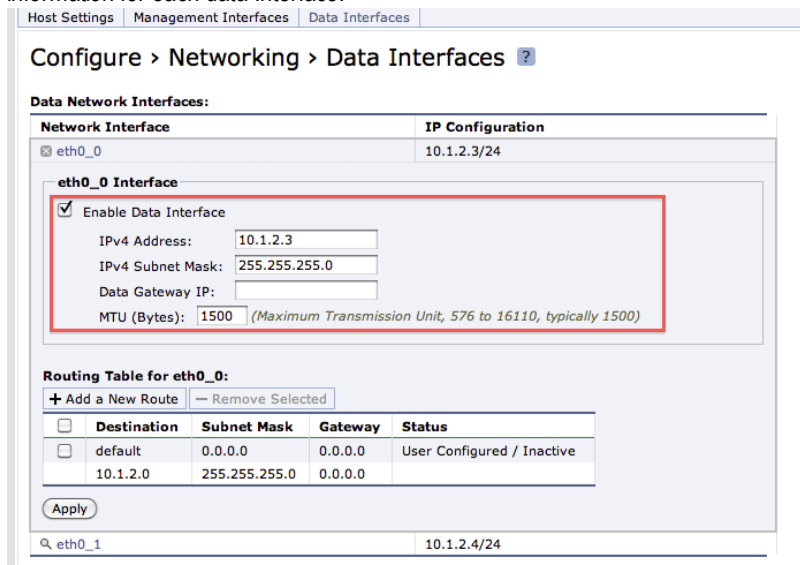 information for each data interface.
Host Settings Management Interfaces Data Interfaces
Configure › Networking › Data Interfaces ?
Data Network Interfaces:
Network Interface IP Configuration
eth0_0 10.1.2.3/24
eth0_0 Interface
Enable Data Interface
IPv4 Address: 10.1.2.3
IPv4 Subnet Mask: 255.255.255.0
Data Gateway IP:
MTU (Bytes): 1500 (Maximum Transmission Unit, 576 to 16110, typically 1500)
Routing Table for eth0_0:
+ Add a New Route — Remove Selected
Destination Subnet Mask Gateway Status
default 0.0.0.0 0.0.0.0 User Configured / Inactive
10.1.2.0 255.255.255.0 0.0.0.0
Apply
eth0_1 10.1.2.4/24